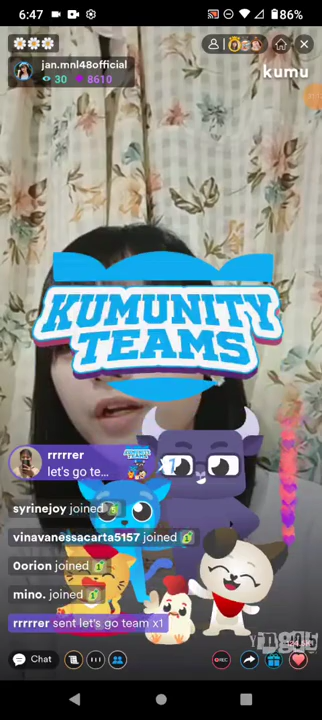 6:47
86%
jan.mnl48official
30 8610
kumu
KUMUNITY
TEAMS
rrrrrer
let's go te...
syrinejoy joined
vinavanessacarta5157 joined
0orion joined
mino. joined
rrrrrer sent let's go team x1
Chat
REC